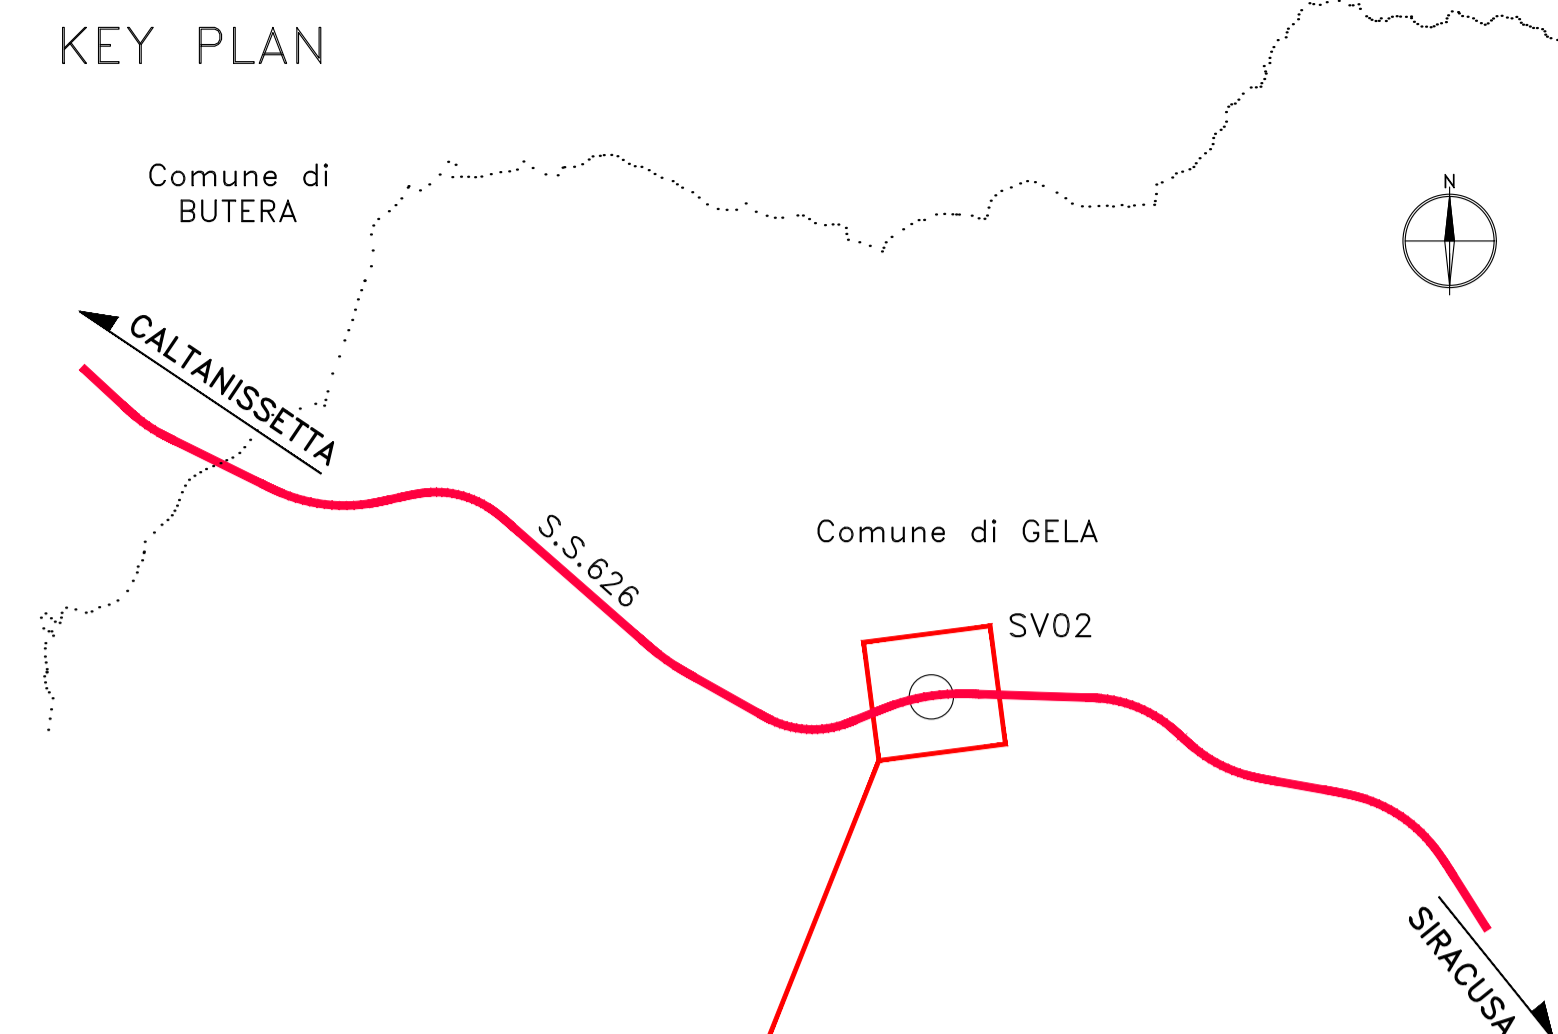 KEY PLAN
Comune di
BUTERA
N
CALTANISSETTA
S.S.626
Comune di GELA
SV02
SIRACUSA